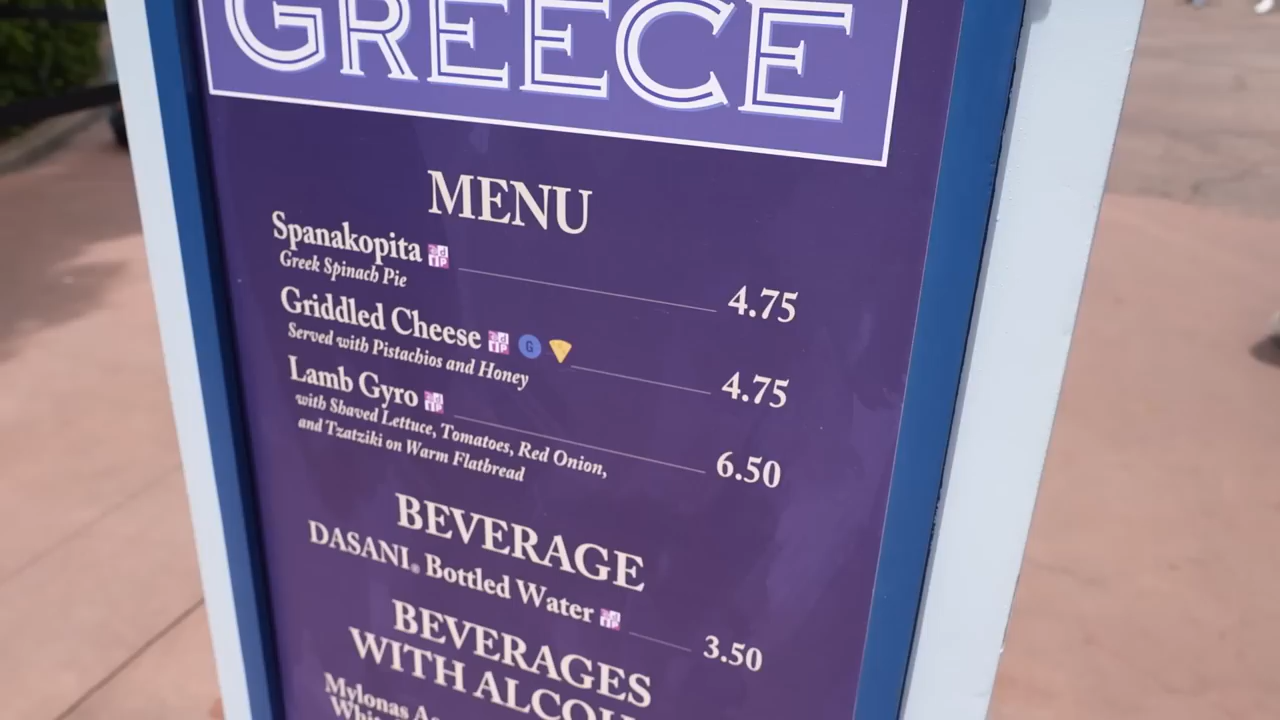 GREECE
MENU
Spanakopita 4.75
Greek Spinach Pie
Griddled Cheese G 4.75
Served with Pistachios and Honey
Lamb Gyro 6.50
with Shaved Lettuce, Tomatoes, Red Onion,
and Tzatziki on Warm Flatbread
BEVERAGE
DASANI® Bottled Water 3.50
BEVERAGES
WITH
Mylonas